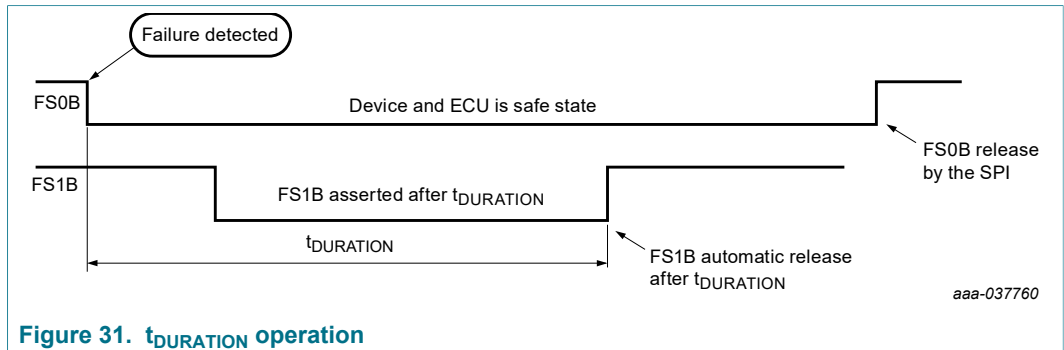 Failure detected
FS0B
Device and ECU is safe state
FS0B release
by the SPI
FS1B
FS1B asserted after tDURATION
tDURATION
FS1B automatic release
after tDURATION
aaa-037760
Figure 31. tDURATION operation